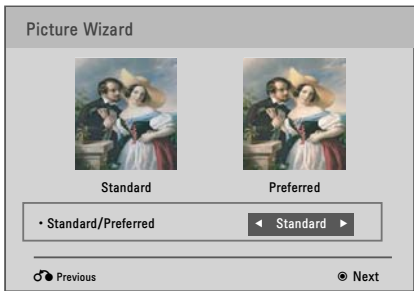 Picture Wizard
Standard Preferred
• Standard/Preferred ◄ Standard ►
Previous ◉ Next